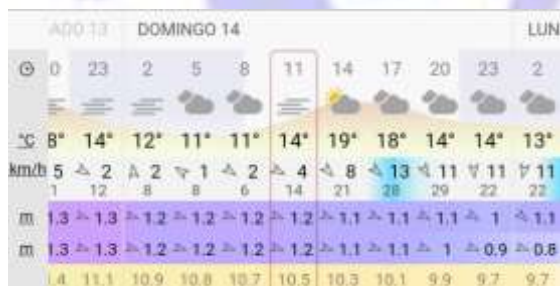 ADO 13 DOMINGO 14 LUN
0 23 2 5 8 11 14 17 20 23 2
°C 8° 14° 12° 11° 11° 14° 19° 18° 14° 14° 13°
km/h 5 2 2 1 2 4 8 13 11 11 11
1 12 8 8 6 14 21 28 29 22 22
m 1.3 1.3 1.2 1.2 1.2 1.2 1.1 1.1 1.1 1 1.1
m 1.3 1.3 1.2 1.2 1.2 1.2 1.1 1.1 1 0.9 0.8
1.4 11.1 10.9 10.8 10.7 10.5 10.3 10.1 9.9 9.7 9.7